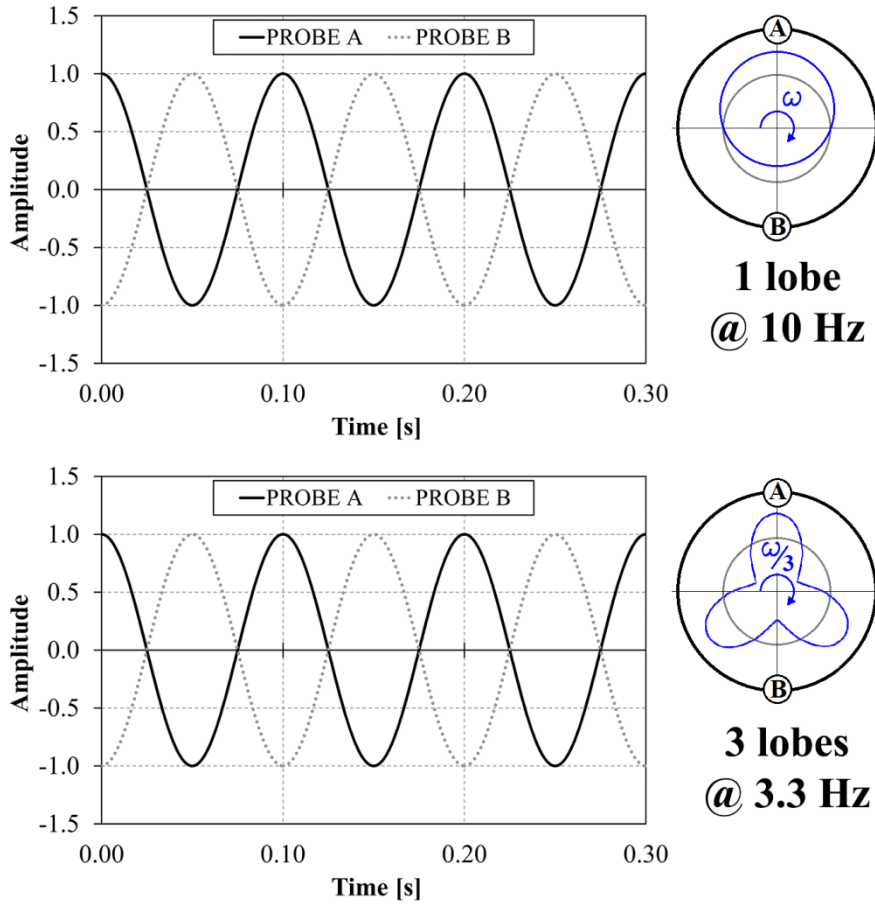 PROBE A PROBE B
1.5
1.0
0.5
0.0
-0.5
-1.0
-1.5
Amplitude
0.00 0.10 0.20 0.30
Time [s]
A
ω
B
1 lobe
@ 10 Hz
PROBE A PROBE B
1.5
1.0
0.5
0.0
-0.5
-1.0
-1.5
Amplitude
0.00 0.10 0.20 0.30
Time [s]
A
ω/3
B
3 lobes
@ 3.3 Hz